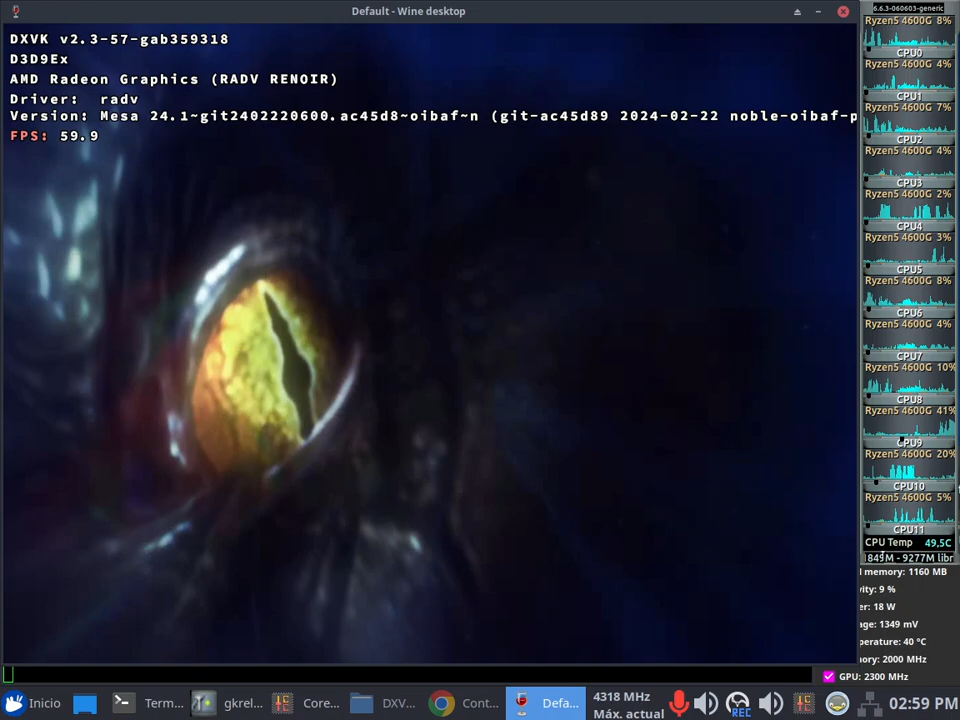 Default - Wine desktop
DXVK v2.3-57-gab359318
D3D9Ex
AMD Radeon Graphics (RADV RENOIR)
Driver: radv
Version: Mesa 24.1~git2402220600.ac45d8~oibaf~n (git-ac45d89 2024-02-22 noble-oibaf-p
FPS: 59.9
6.6.3-060603-generic
Ryzen5 4600G 8%
CPU0
Ryzen5 4600G 4%
CPU1
Ryzen5 4600G 7%
CPU2
Ryzen5 4600G 4%
CPU3
Ryzen5 4600G 2%
CPU4
Ryzen5 4600G 3%
CPU5
Ryzen5 4600G 8%
CPU6
Ryzen5 4600G 4%
CPU7
Ryzen5 4600G 10%
CPU8
Ryzen5 4600G 41%
CPU9
Ryzen5 4600G 20%
CPU10
Ryzen5 4600G 5%
CPU11
CPU Temp 49,5C
1849M - 9277M libr
memory: 1160 MB
vity: 9 %
er: 18 W
age: 1349 mV
perature: 40 °C
ory: 2000 MHz
GPU: 2300 MHz
Inicio
Term...
gkrel...
Core...
DXV...
Cont...
Defa...
4318 MHz
Máx. actual
REC
02:59 PM